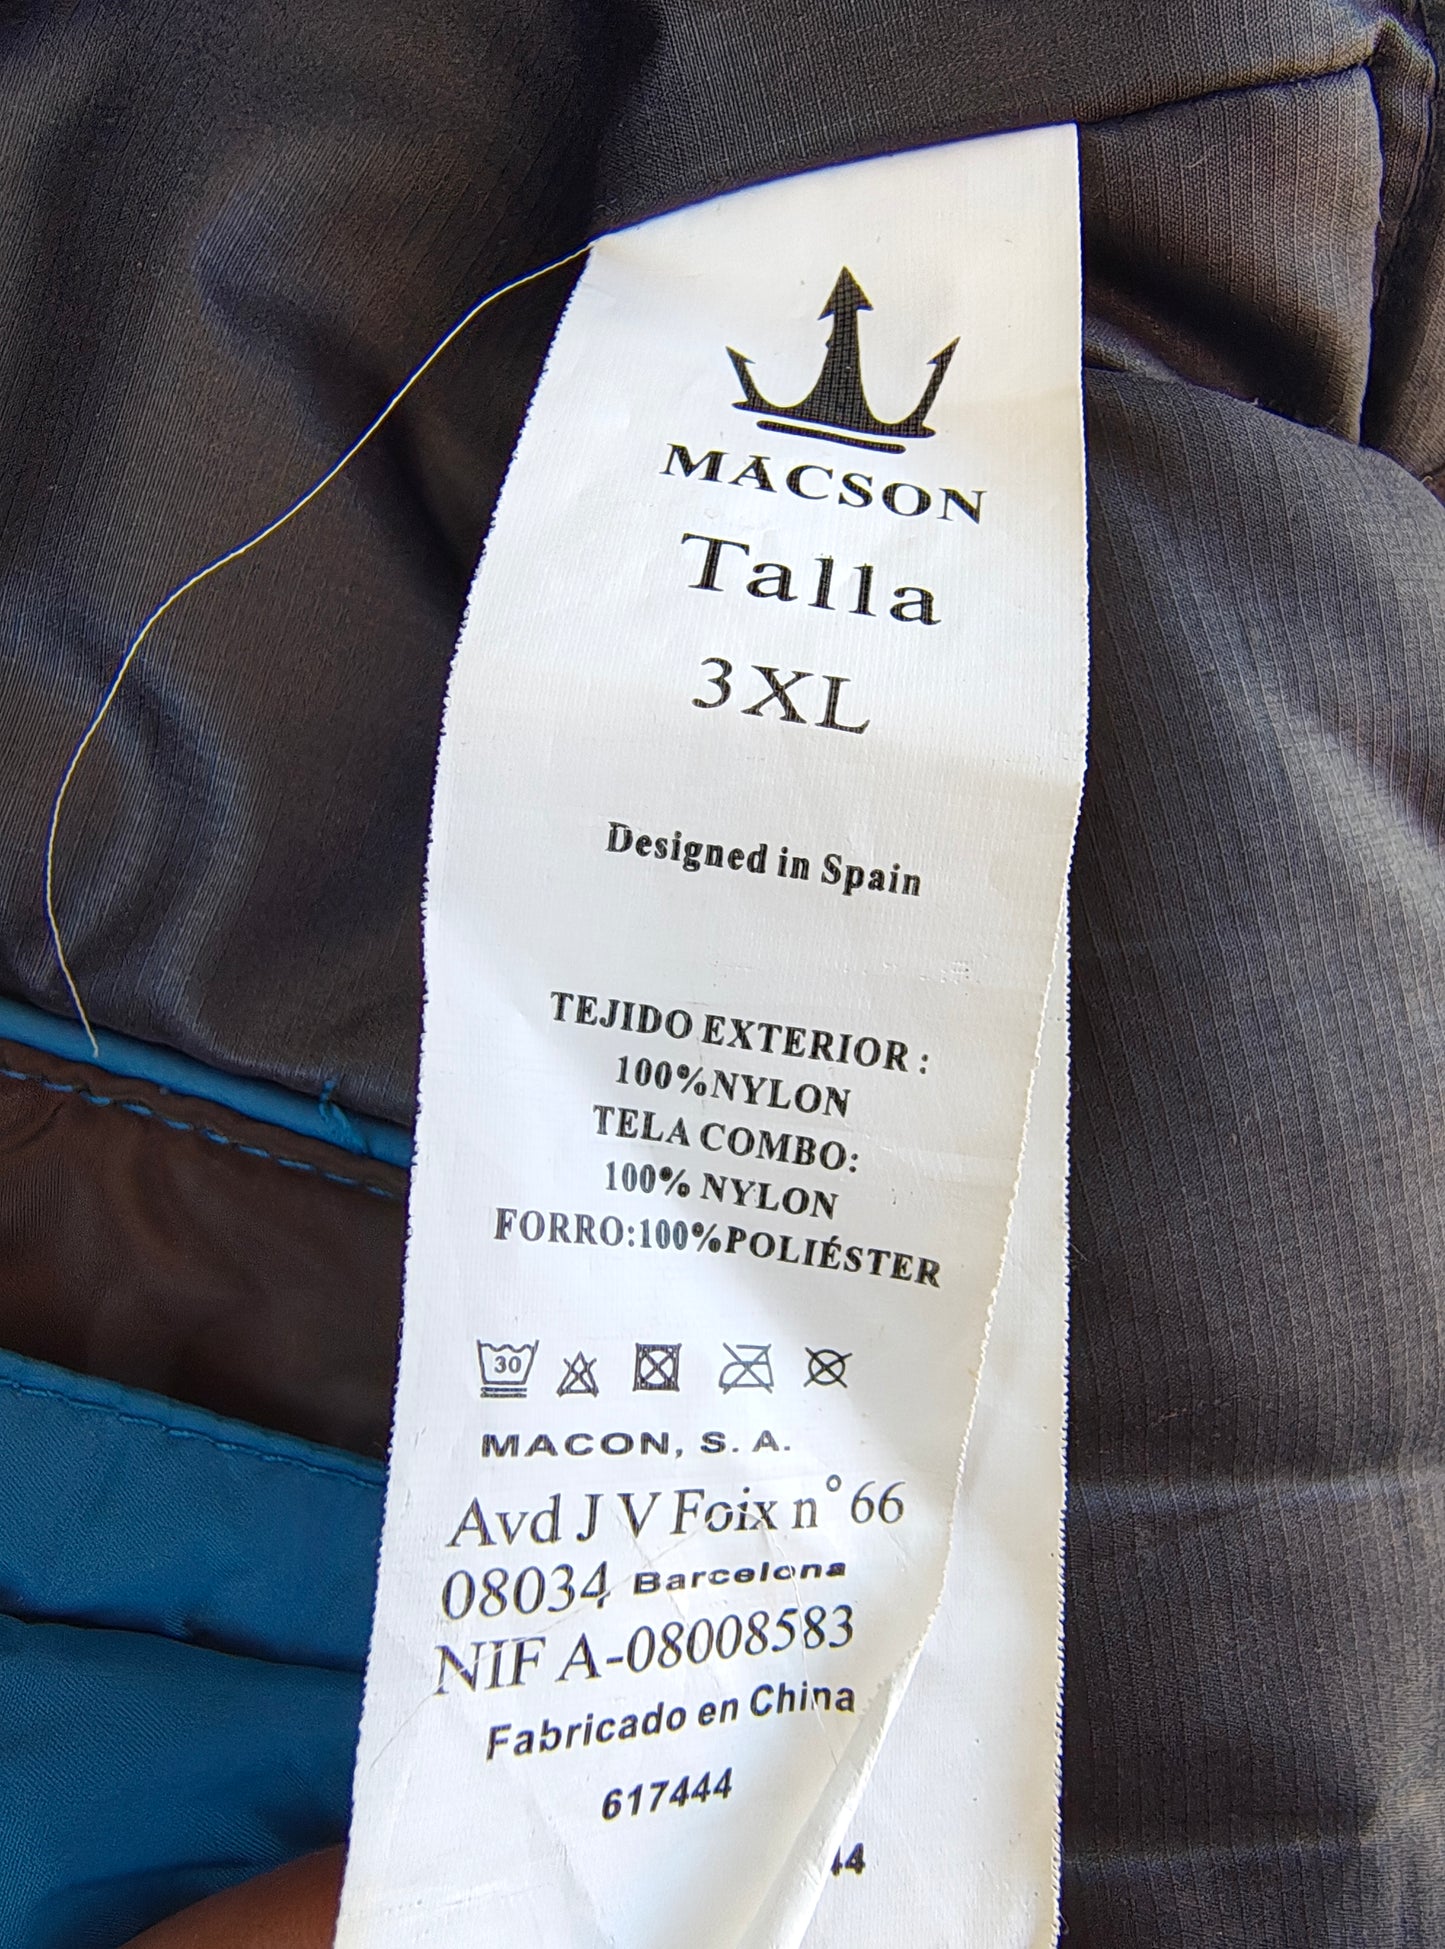 MACSON
Talla
3XL
Designed in Spain
TEJIDO EXTERIOR :
100%NYLON
TELA COMBO:
100% NYLON
FORRO:100%POLIÉSTER
30
MACON, S. A.
Avd J V Foix n° 66
08034 Barcelona
NIF A-08008583
Fabricado en China
617444
44